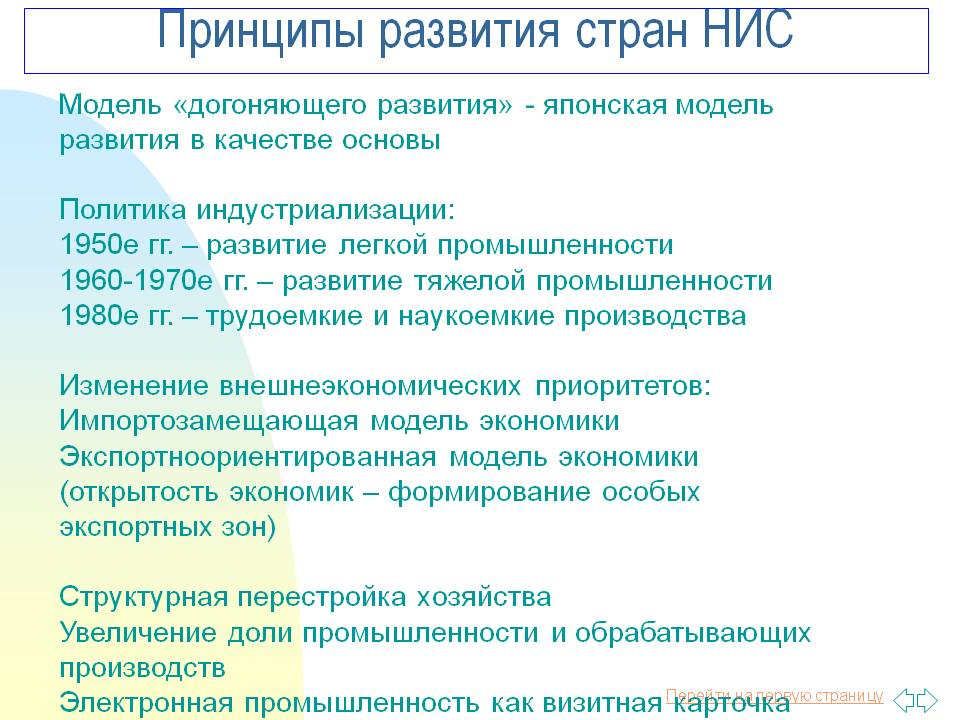 Принципы развития стран НИС
Модель «догоняющего развития» - японская модель
развития в качестве основы
Политика индустриализации:
1950е гг. – развитие легкой промышленности
1960-1970е гг. – развитие тяжелой промышленности
1980е гг. – трудоемкие и наукоемкие производства
Изменение внешнеэкономических приоритетов:
Импортозамещающая модель экономики
Экспортноориентированная модель экономики
(открытость экономик – формирование особых
экспортных зон)
Структурная перестройка хозяйства
Увеличение доли промышленности и обрабатывающих
производств
Электронная промышленность как визитная карточка
Перейти на первую страницу